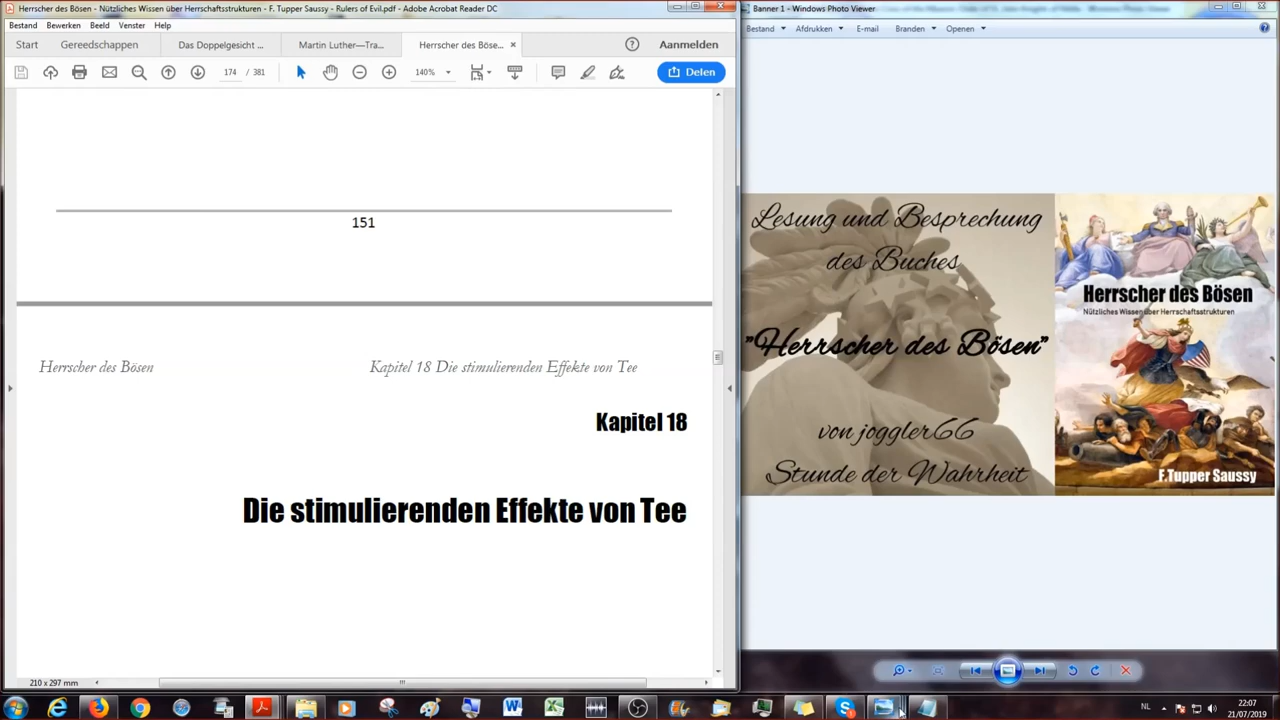 Herrscher des Bösen - Nützliches Wissen über Herrschaftsstrukturen - F. Tupper Saussy - Rulers of Evil.pdf - Adobe Acrobat Reader DC
Bestand Bewerken Beeld Venster Help
Start Gereedschappen Das Doppelgesicht ... Martin Luther—Tra... Herrscher des Böse... × Aanmelden
174 / 381 140% Delen
151
Herrscher des Bösen Kapitel 18 Die stimulierenden Effekte von Tee
Kapitel 18
Die stimulierenden Effekte von Tee
210 x 297 mm
Banner 1 - Windows Photo Viewer
Bestand Afdrukken E-mail Branden Openen
Lesung und Besprechung
des Buches
"Herrscher des Bösen"
von joggler66
Stunde der Wahrheit
Herrscher des Bösen
Nützliches Wissen über Herrschaftsstrukturen
F.Tupper Saussy
NL 22:07
21/07/2019